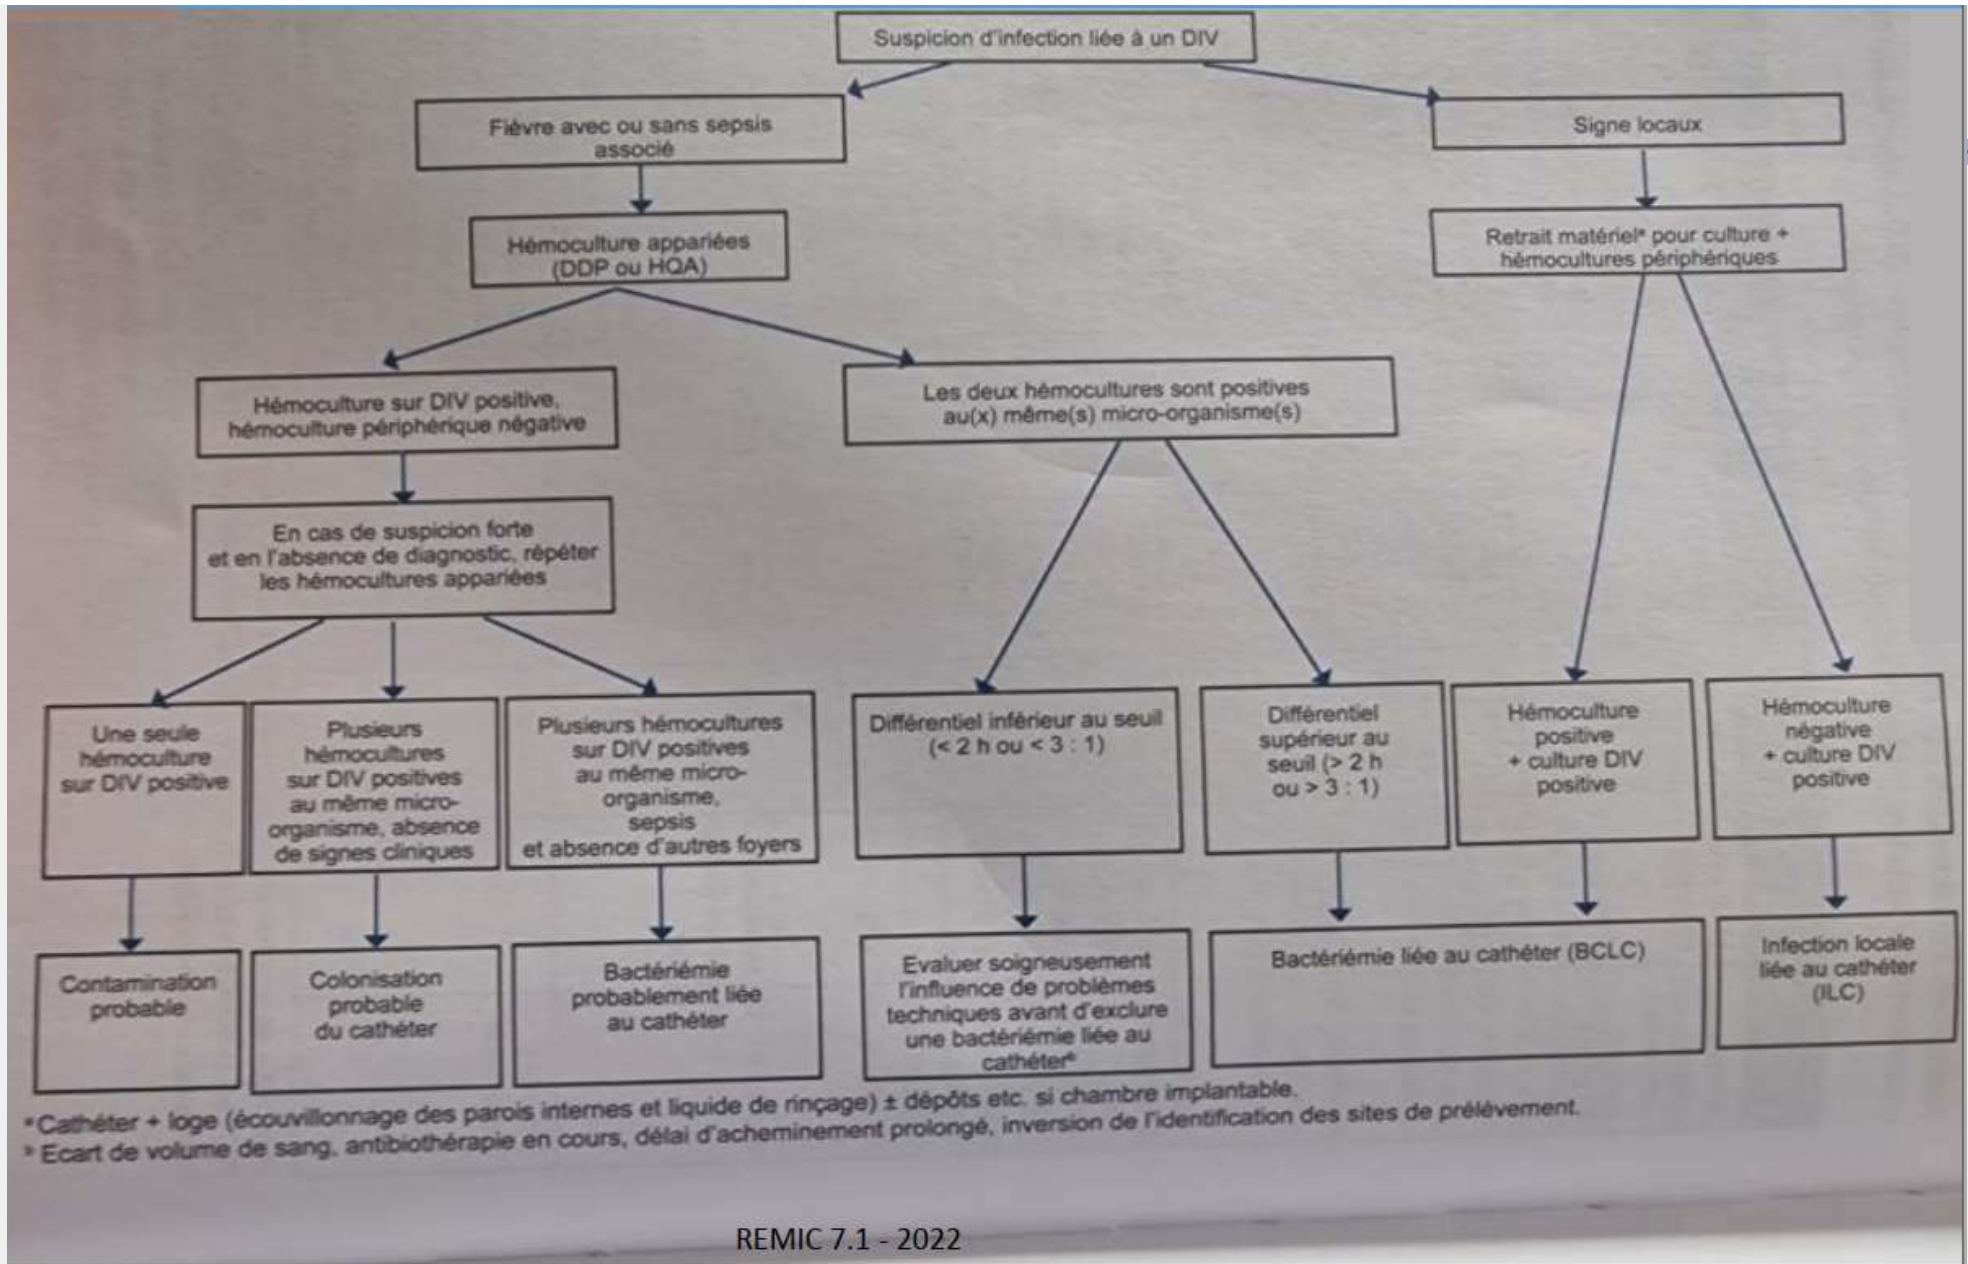 Suspicion d'infection liée à un DIV
Fièvre avec ou sans sepsis
associé
Signe locaux
Hémoculture appariées
(DDP ou HQA)
Retrait matérielᵃ pour culture +
hémocultures périphériques
Hémoculture sur DIV positive,
hémoculture périphérique négative
Les deux hémocultures sont positives
au(x) même(s) micro-organisme(s)
En cas de suspicion forte
et en l'absence de diagnostic, répéter
les hémocultures appariées
Une seule
hémoculture
sur DIV positive
Plusieurs
hémocultures
sur DIV positives
au même micro-
organisme, absence
de signes cliniques
Plusieurs hémocultures
sur DIV positives
au même micro-
organisme,
sepsis
et absence d'autres foyers
Différentiel inférieur au seuil
(< 2 h ou < 3 : 1)
Différentiel
supérieur au
seuil (> 2 h
ou > 3 : 1)
Hémoculture
positive
+ culture DIV
positive
Hémoculture
négative
+ culture DIV
positive
Contamination
probable
Colonisation
probable
du cathéter
Bactériémie
probablement liée
au cathéter
Evaluer soigneusement
l'influence de problèmes
techniques avant d'exclure
une bactériémie liée au
cathéterᵇ
Bactériémie liée au cathéter (BCLC)
Infection locale
liée au cathéter
(ILC)
ᵃ Cathéter + loge (écouvillonnage des parois internes et liquide de rinçage) ± dépôts etc. si chambre implantable.
ᵇ Ecart de volume de sang, antibiothérapie en cours, délai d'acheminement prolongé, inversion de l'identification des sites de prélèvement.
REMIC 7.1 - 2022